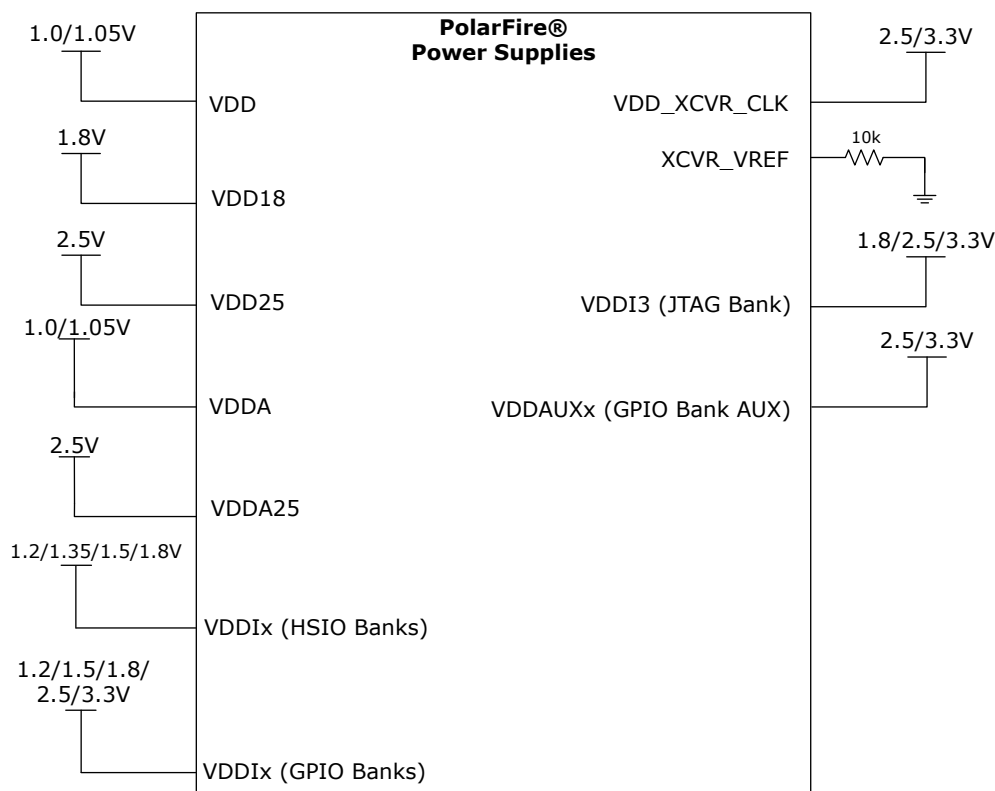 PolarFire®
Power Supplies
1.0/1.05V
VDD
1.8V
VDD18
2.5V
VDD25
1.0/1.05V
VDDA
2.5V
VDDA25
1.2/1.35/1.5/1.8V
VDDIx (HSIO Banks)
1.2/1.5/1.8/
2.5/3.3V
VDDIx (GPIO Banks)
2.5/3.3V
VDD_XCVR_CLK
10k
XCVR_VREF
1.8/2.5/3.3V
VDDI3 (JTAG Bank)
2.5/3.3V
VDDAUXx (GPIO Bank AUX)